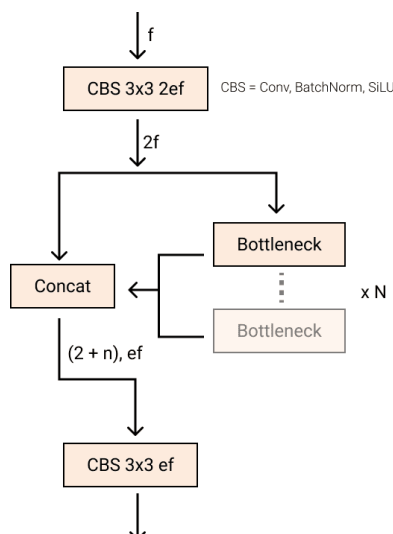 f
CBS 3x3 2ef
CBS = Conv, BatchNorm, SiLU
2f
Bottleneck
Concat
x N
Bottleneck
(2 + n), ef
CBS 3x3 ef